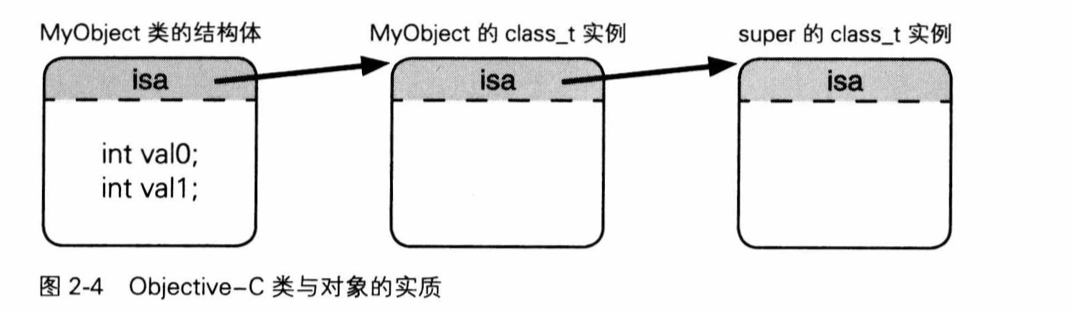 MyObject 类的结构体
MyObject 的 class_t 实例
super 的 class_t 实例
isa
isa
isa
int val0;
int val1;
图 2-4 Objective-C 类与对象的实质